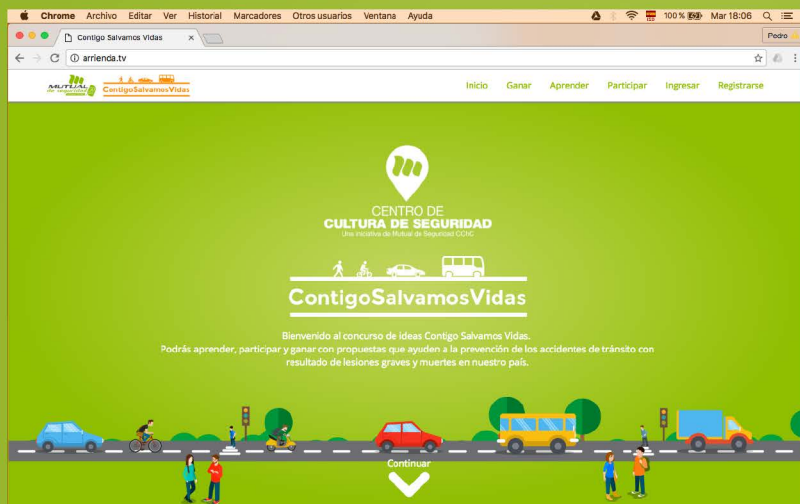 Chrome Archivo Editar Ver Historial Marcadores Otros usuarios Ventana Ayuda 100 % Mar 18:06
Contigo Salvamos Vidas
Pedro
arrienda.tv
MUTUAL
de seguridad
ContigoSalvamosVidas
Inicio Ganar Aprender Participar Ingresar Registrarse
CENTRO DE
CULTURA DE SEGURIDAD
Una iniciativa de Mutual de Seguridad CChC
ContigoSalvamosVidas
Bienvenido al concurso de ideas Contigo Salvamos Vidas.
Podrás aprender, participar y ganar con propuestas que ayuden a la prevención de los accidentes de tránsito con
resultado de lesiones graves y muertes en nuestro país.
Continuar